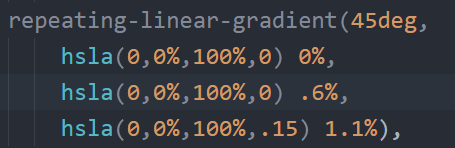 repeating-linear-gradient(45deg,
hsla(0,0%,100%,0) 0%,
hsla(0,0%,100%,0) .6%,
hsla(0,0%,100%,.15) 1.1%),